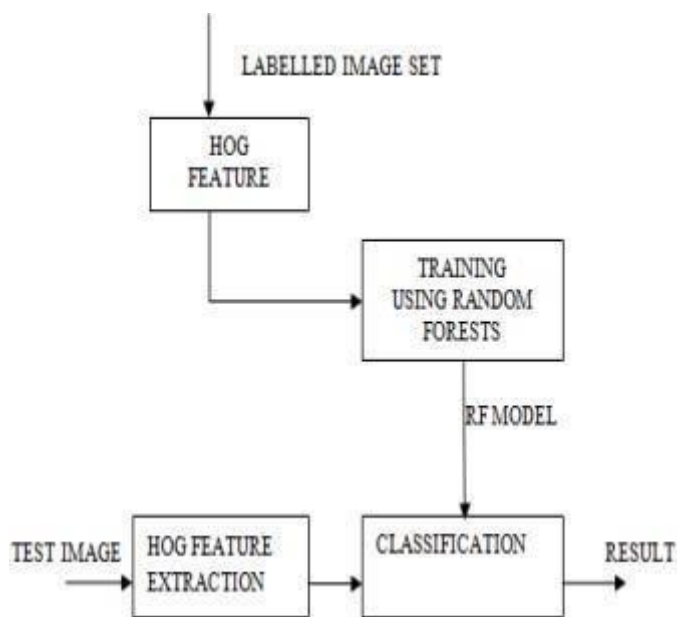 LABELLED IMAGE SET
HOG
FEATURE
TRAINING
USING RANDOM
FORESTS
RF MODEL
TEST IMAGE
HOG FEATURE
EXTRACTION
CLASSIFICATION
RESULT